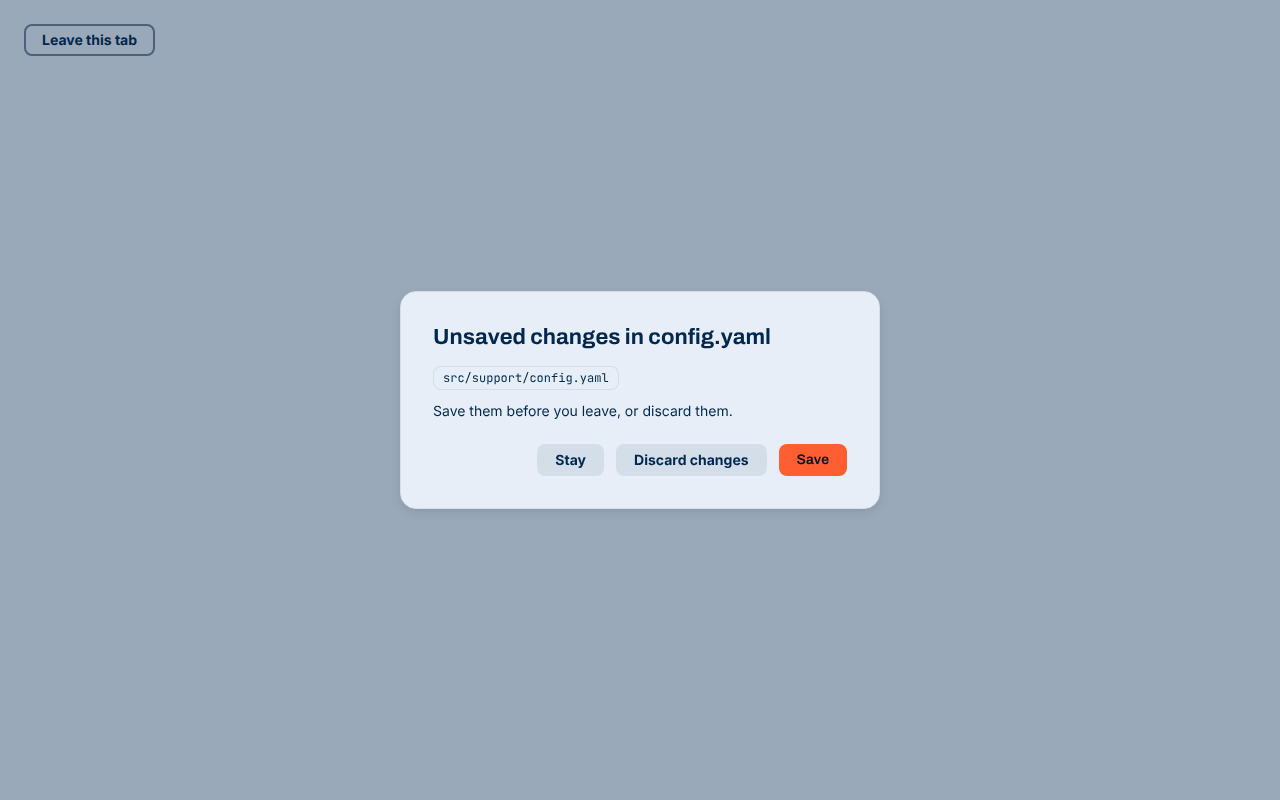 Leave this tab
Unsaved changes in config.yaml
src/support/config.yaml
Save them before you leave, or discard them.
Stay
Discard changes
Save